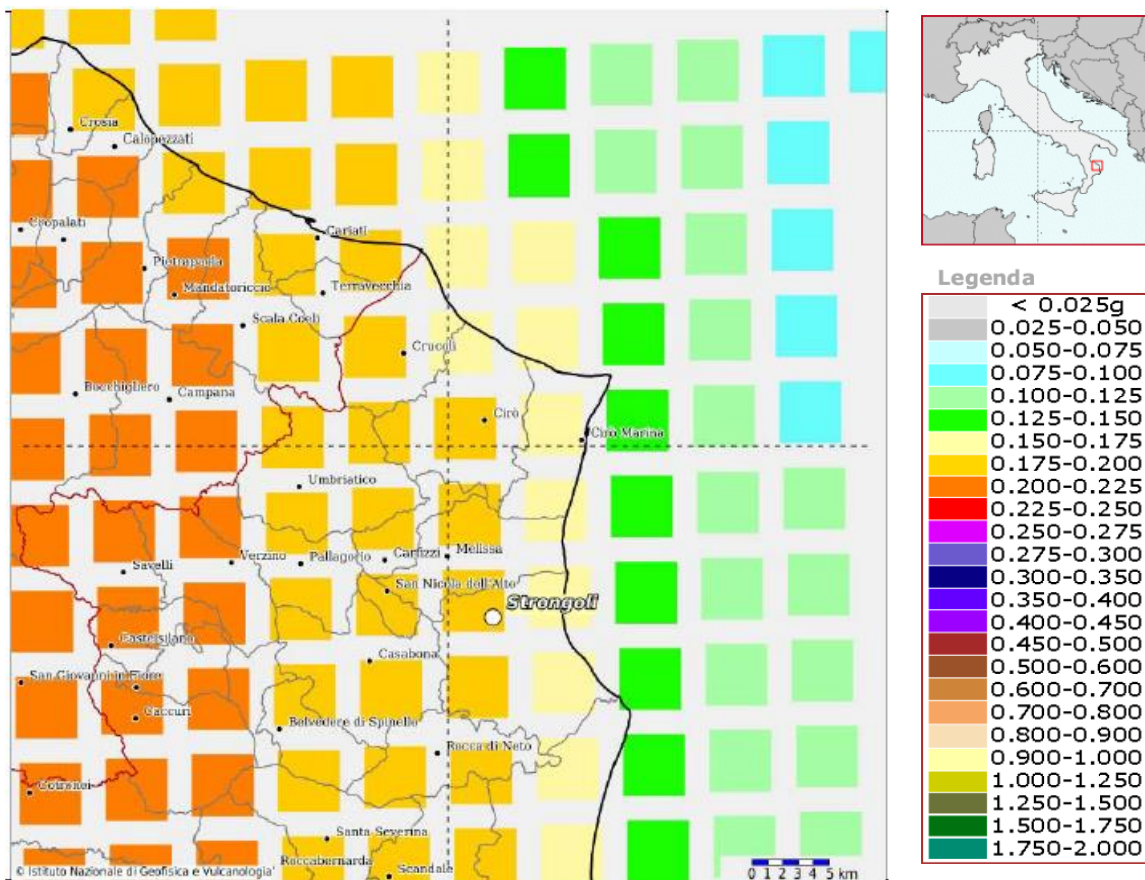 Crosia
Calopezzati
Cropalati
Cariati
Pietrapaola
Mandatoriccio
Terravecchia
Scala Coeli
Crucoli
Bocchigliero
Campana
Cirò
Cirò Marina
Umbriatico
Savelli
Verzino
Pallagorio
Carfizzi
Melissa
San Nicola dell'Alto
Strongoli
Castelsilano
Casabona
San Giovanni in Fiore
Caccuri
Belvedere di Spinello
Rocca di Neto
Cotronei
Santa Severina
Roccabernarda
Scandale
© Istituto Nazionale di Geofisica e Vulcanologia
0 1 2 3 4 5 km
Legenda
< 0.025g
0.025-0.050
0.050-0.075
0.075-0.100
0.100-0.125
0.125-0.150
0.150-0.175
0.175-0.200
0.200-0.225
0.225-0.250
0.250-0.275
0.275-0.300
0.300-0.350
0.350-0.400
0.400-0.450
0.450-0.500
0.500-0.600
0.600-0.700
0.700-0.800
0.800-0.900
0.900-1.000
1.000-1.250
1.250-1.500
1.500-1.750
1.750-2.000